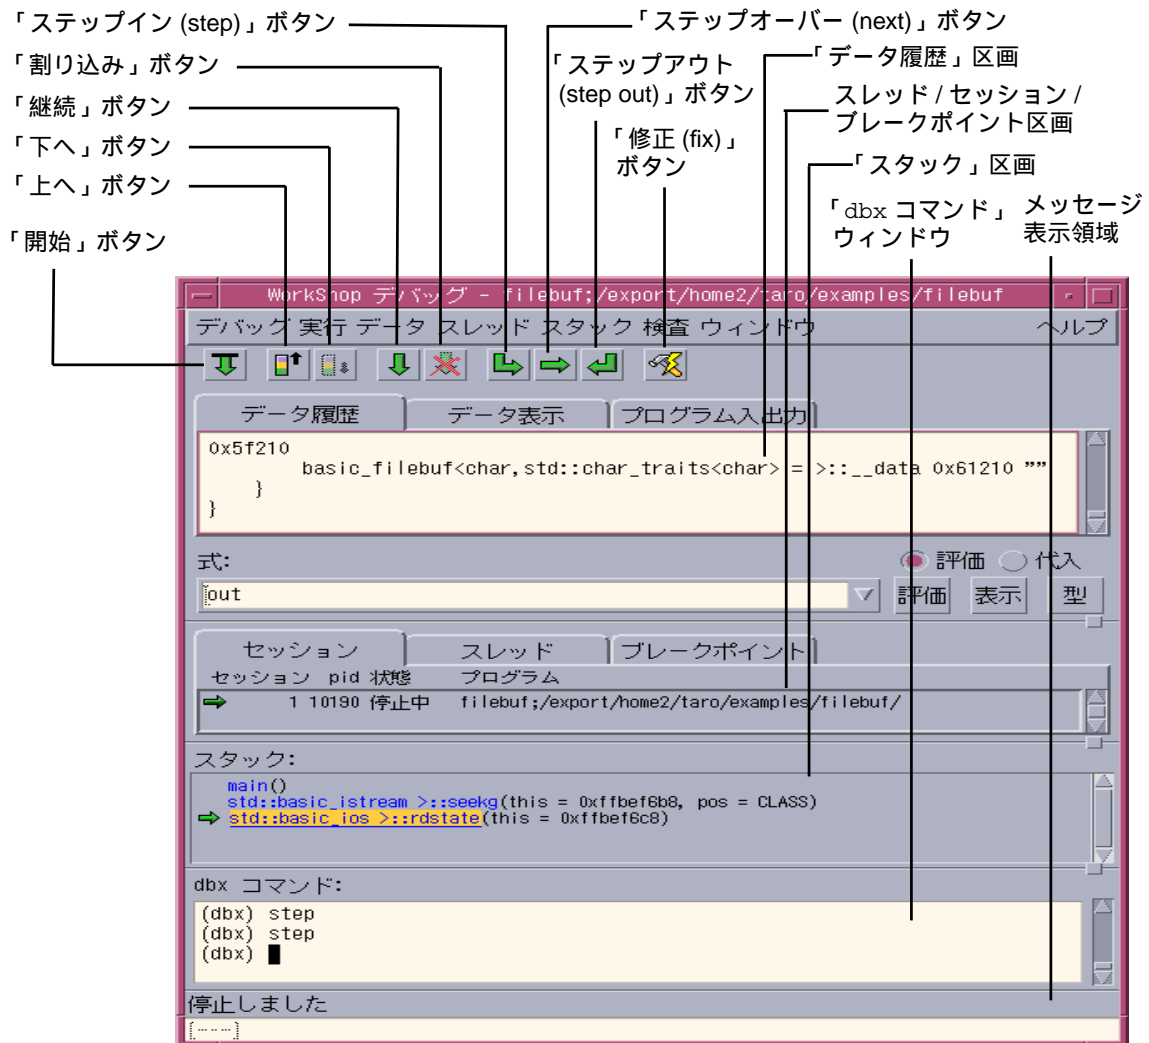 「ステップイン (step)」ボタン
「ステップオーバー (next)」ボタン
「割り込み」ボタン
「ステップアウト
(step out)」ボタン
「データ履歴」区画
「継続」ボタン
スレッド / セッション /
ブレークポイント区画
「下へ」ボタン
「修正 (fix)」
ボタン
「スタック」区画
「上へ」ボタン
「dbx コマンド」
ウィンドウ
メッセージ
表示領域
「開始」ボタン
WorkShop デバッグ - filebuf;/export/home2/taro/examples/filebuf
デバッグ 実行 データ スレッド スタック 検査 ウィンドウ ヘルプ
データ履歴 データ表示 プログラム入出力
0x5f210
basic_filebuf<char,std::char_traits<char> = >::__data 0x61210 ””
}
}
式:
評価 代入
out
評価 表示 型
セッション スレッド ブレークポイント
セッション pid 状態 プログラム
1 10190 停止中 filebuf;/export/home2/taro/examples/filebuf/
スタック:
main()
std::basic_istream >::seekg(this = 0xffbef6b8, pos = CLASS)
std::basic_ios >::rdstate(this = 0xffbef6c8)
dbx コマンド:
(dbx) step
(dbx) step
(dbx)
停止しました
[---]